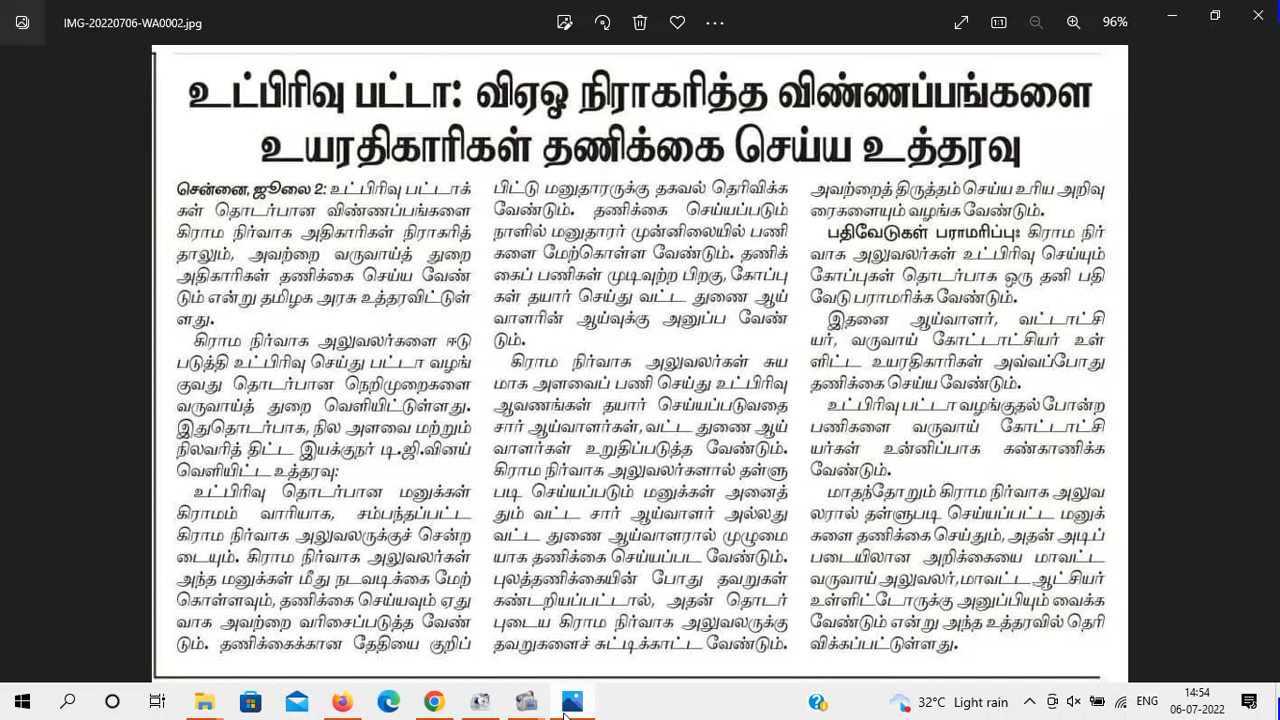 IMG-20220706-WA0002.jpg
96%
உட்பிரிவு பட்டா: விஏஓ நிராகரித்த விண்ணப்பங்களை
உயரதிகாரிகள் தணிக்கை செய்ய உத்தரவு
சென்னை, ஜூலை 2: உட்பிரிவு பட்டாக்
கள் தொடர்பான விண்ணப்பங்களை
கிராம நிர்வாக அதிகாரிகள் நிராகரித்
தாலும், அவற்றை வருவாய்த் துறை
அதிகாரிகள் தணிக்கை செய்ய வேண்
டும் என்று தமிழக அரசு உத்தரவிட்டுள்
ளது.
கிராம நிர்வாக அலுவலர்களை ஈடு
படுத்தி உட்பிரிவு செய்து பட்டா வழங்
குவது தொடர்பான நெறிமுறைகளை
வருவாய்த் துறை வெளியிட்டுள்ளது.
இதுதொடர்பாக, நில அளவை மற்றும்
நிலவரித் திட்ட இயக்குநர் டி.ஜி.வினய்
வெளியிட்ட உத்தரவு:
உட்பிரிவு தொடர்பான மனுக்கள்
கிராமம் வாரியாக, சம்பந்தப்பட்ட
கிராம நிர்வாக அலுவலருக்குச் சென்ற
டையும். கிராம நிர்வாக அலுவலர்கள்
அந்த மனுக்கள் மீது நடவடிக்கை மேற்
கொள்ளவும், தணிக்கை செய்யவும் ஏது
வாக அவற்றை வரிசைப்படுத்த வேண்
டும். தணிக்கைக்கான தேதியை குறிப்
பிட்டு மனுதாரருக்கு தகவல் தெரிவிக்க
வேண்டும். தணிக்கை செய்யப்படும்
நாளில் மனுதாரர் முன்னிலையில் பணி
களை மேற்கொள்ள வேண்டும். தணிக்
கைப் பணிகள் முடிவுற்ற பிறகு, கோப்பு
கள் தயார் செய்து வட்ட துணை ஆய்
வாளரின் ஆய்வுக்கு அனுப்ப வேண்
டும்.
கிராம நிர்வாக அலுவலர்கள் சுய
மாக அளவைப் பணி செய்து உட்பிரிவு
ஆவணங்கள் தயார் செய்யப்படுவதை
சார் ஆய்வாளர்கள், வட்ட துணை ஆய்
வாளர்கள் உறுதிப்படுத்த வேண்டும்.
கிராம நிர்வாக அலுவலர்களால் தள்ளு
படி செய்யப்படும் மனுக்கள் அனைத்
தும் வட்ட சார் ஆய்வாளர் அல்லது
வட்ட துணை ஆய்வாளரால் முழுமை
யாக தணிக்கை செய்யப்பட வேண்டும்.
புலத்தணிக்கையின் போது தவறுகள்
கண்டறியப்பட்டால், அதன் தொடர்
புடைய கிராம நிர்வாக அலுவலருக்கு
தவறுகளைச் சுட்டிக்காட்ட வேண்டும்.
அவற்றைத் திருத்தம் செய்ய உரிய அறிவு
ரைகளையும் வழங்க வேண்டும்.
பதிவேடுகள் பராமரிப்பு: கிராம நிர்
வாக அலுவலர்கள் உட்பிரிவு செய்யும்
கோப்புகள் தொடர்பாக ஒரு தனி பதி
வேடு பராமரிக்க வேண்டும்.
இதனை ஆய்வாளர், வட்டாட்சி
யர், வருவாய் கோட்டாட்சியர் உள்
ளிட்ட உயரதிகாரிகள் அவ்வப்போது
தணிக்கை செய்ய வேண்டும்.
உட்பிரிவு பட்டா வழங்குதல் போன்ற
பணிகளை வருவாய் கோட்டாட்சி
யர்கள் உன்னிப்பாக கண்காணிக்க
வேண்டும்.
மாதந்தோறும் கிராம நிர்வாக அலுவ
லரால் தள்ளுபடி செய்யப்பட்ட மனுக்
களை தணிக்கை செய்தும், அதன் அடிப்
படையிலான அறிக்கையை மாவட்ட
வருவாய் அலுவலர், மாவட்ட ஆட்சியர்
உள்ளிட்டோருக்கு அனுப்பியும் வைக்க
வேண்டும் என்று அந்த உத்தரவில் தெரி
விக்கப்பட்டுள்ளது.
32°C Light rain
ENG
14:54
06-07-2022